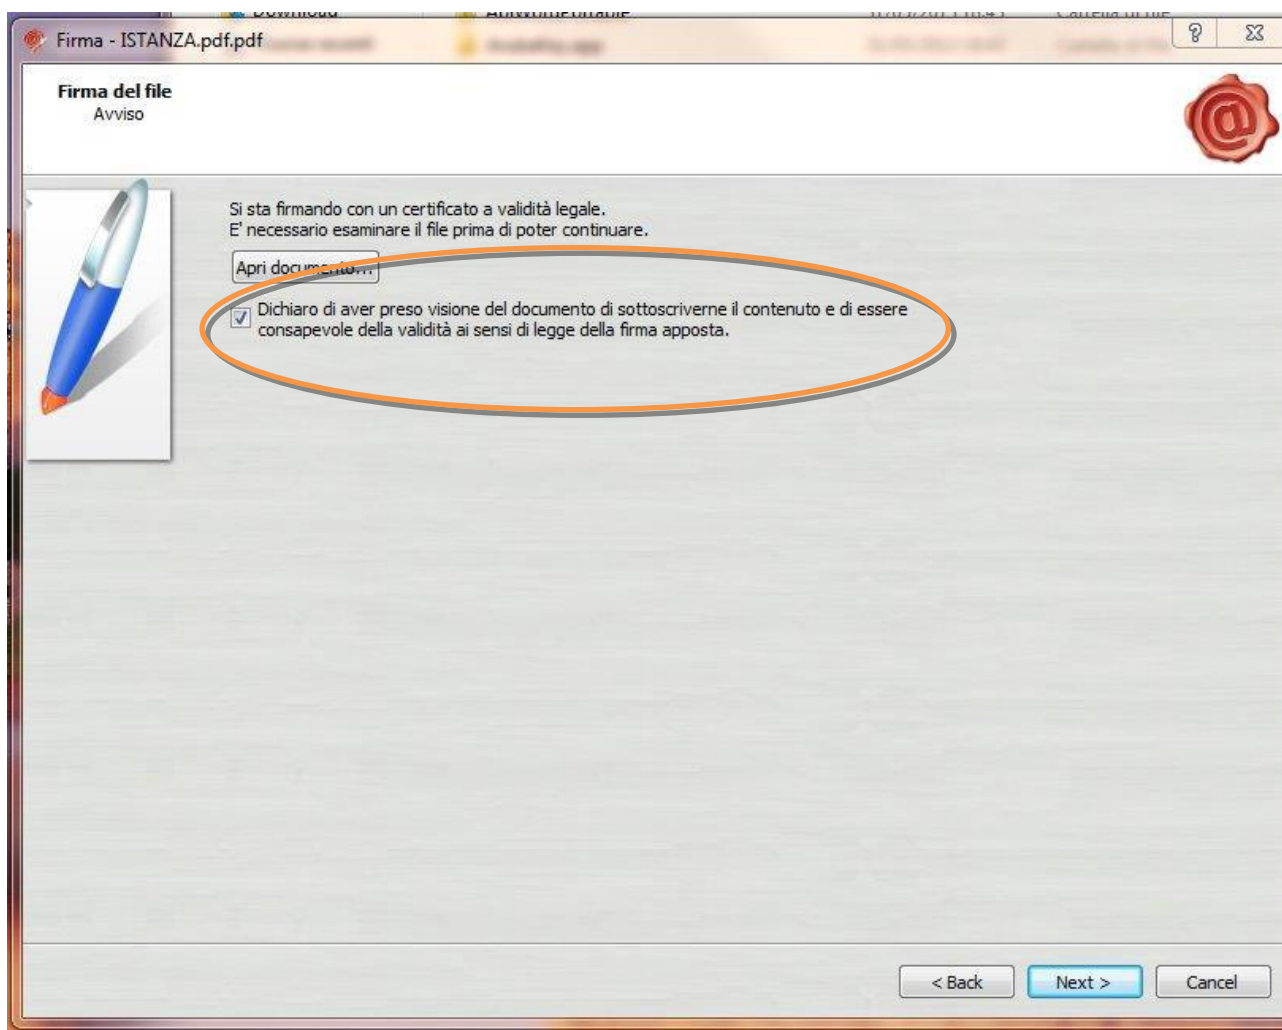 Download
Firma - ISTANZA.pdf.pdf
Firma del file
Avviso
Si sta firmando con un certificato a validità legale.
E' necessario esaminare il file prima di poter continuare.
Apri documento...
Dichiaro di aver preso visione del documento di sottoscriverne il contenuto e di essere
consapevole della validità ai sensi di legge della firma apposta.
< Back
Next >
Cancel